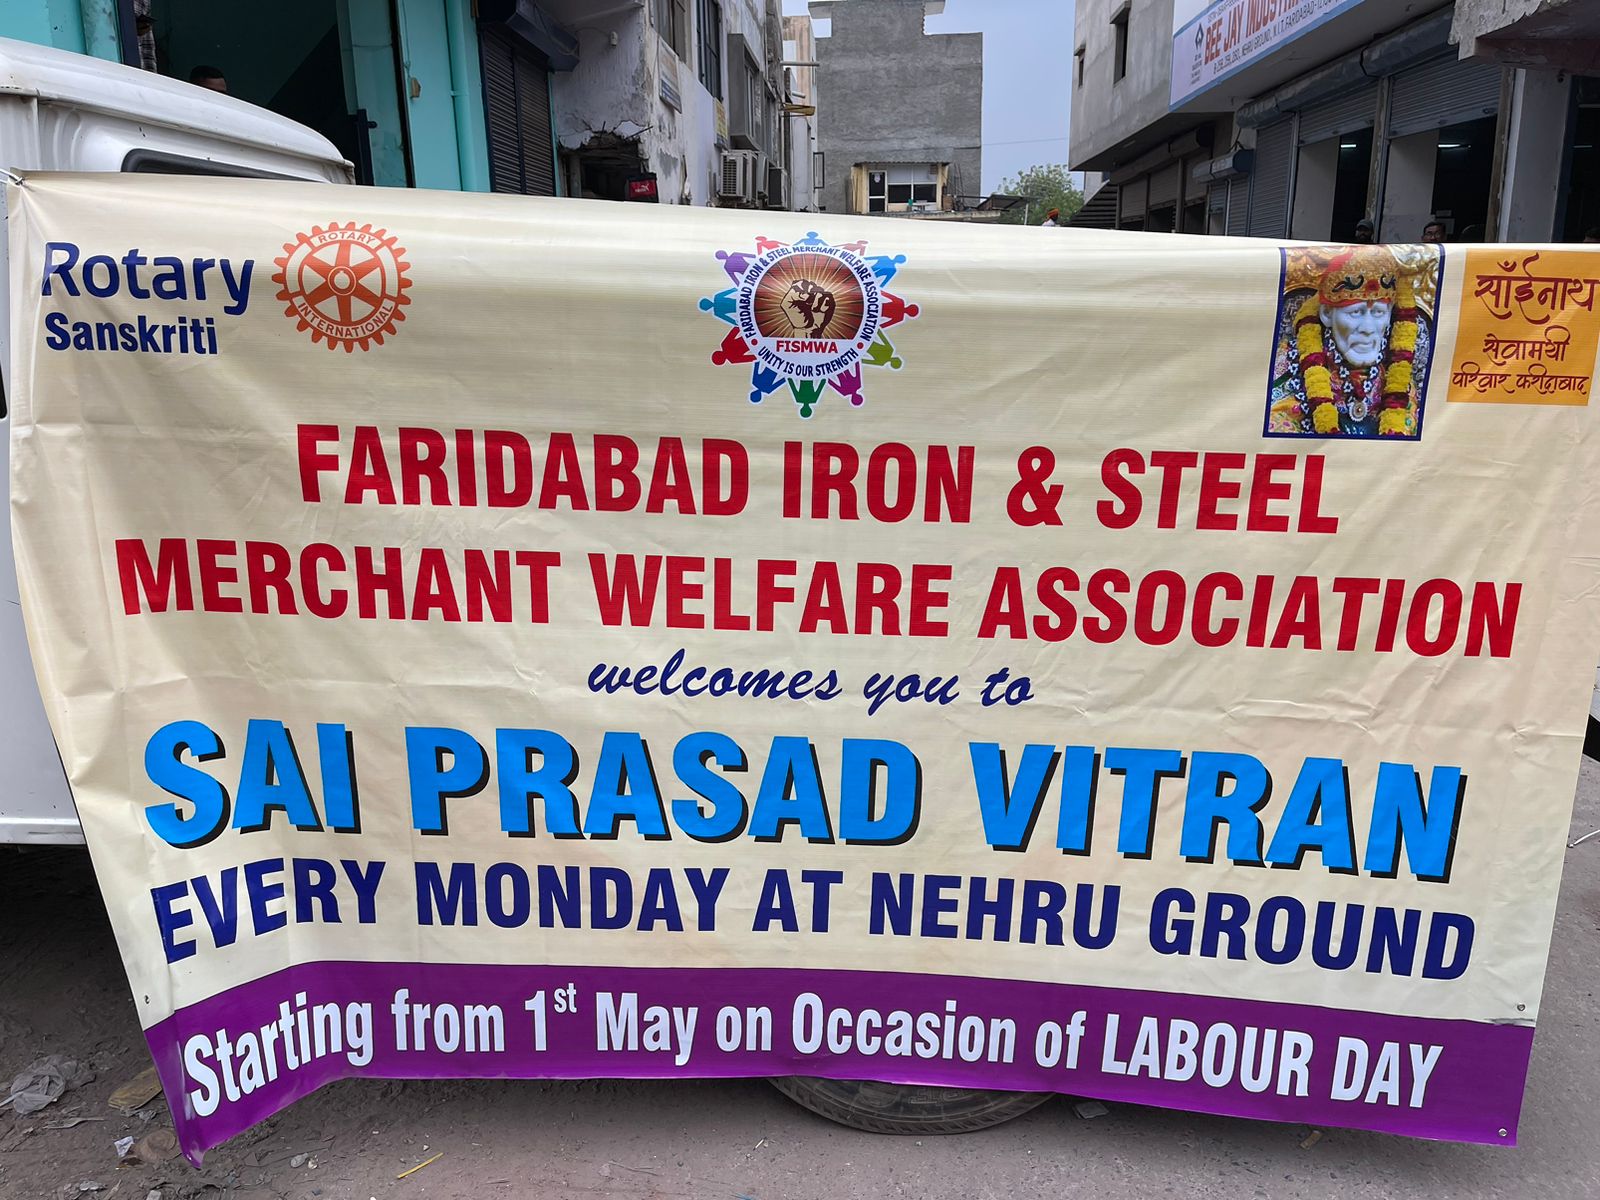 BEE JAY INDUSTRI
Rotary
Sanskriti
ROTARY
INTERNATIONAL
FARIDABAD IRON & STEEL MERCHANT WELFARE ASSOCIATION
FISMWA
UNITY IS OUR STRENGTH
साँईनाथ
सेवामयी
परिवार फरीदाबाद
FARIDABAD IRON & STEEL
MERCHANT WELFARE ASSOCIATION
welcomes you to
SAI PRASAD VITRAN
EVERY MONDAY AT NEHRU GROUND
Starting from 1st May on Occasion of LABOUR DAY